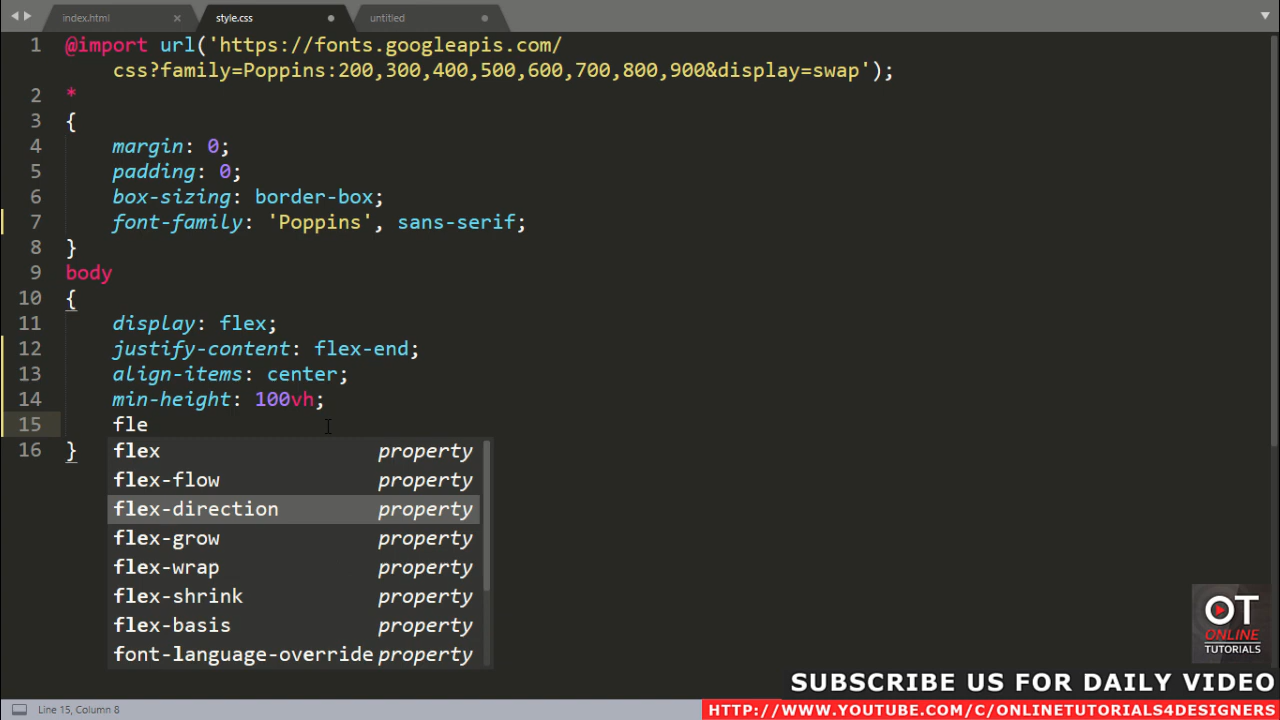 index.html × style.css untitled
1 @import url('https://fonts.googleapis.com/
css?family=Poppins:200,300,400,500,600,700,800,900&display=swap');
2 *
3 {
4 margin: 0;
5 padding: 0;
6 box-sizing: border-box;
7 font-family: 'Poppins', sans-serif;
8 }
9 body
10 {
11 display: flex;
12 justify-content: flex-end;
13 align-items: center;
14 min-height: 100vh;
15 fle
16 }
flex property
flex-flow property
flex-direction property
flex-grow property
flex-wrap property
flex-shrink property
flex-basis property
font-language-override property
OT
ONLINE
TUTORIALS
SUBSCRIBE US FOR DAILY VIDEO
Line 15, Column 8
HTTP://WWW.YOUTUBE.COM/C/ONLINETUTORIALS4DESIGNERS